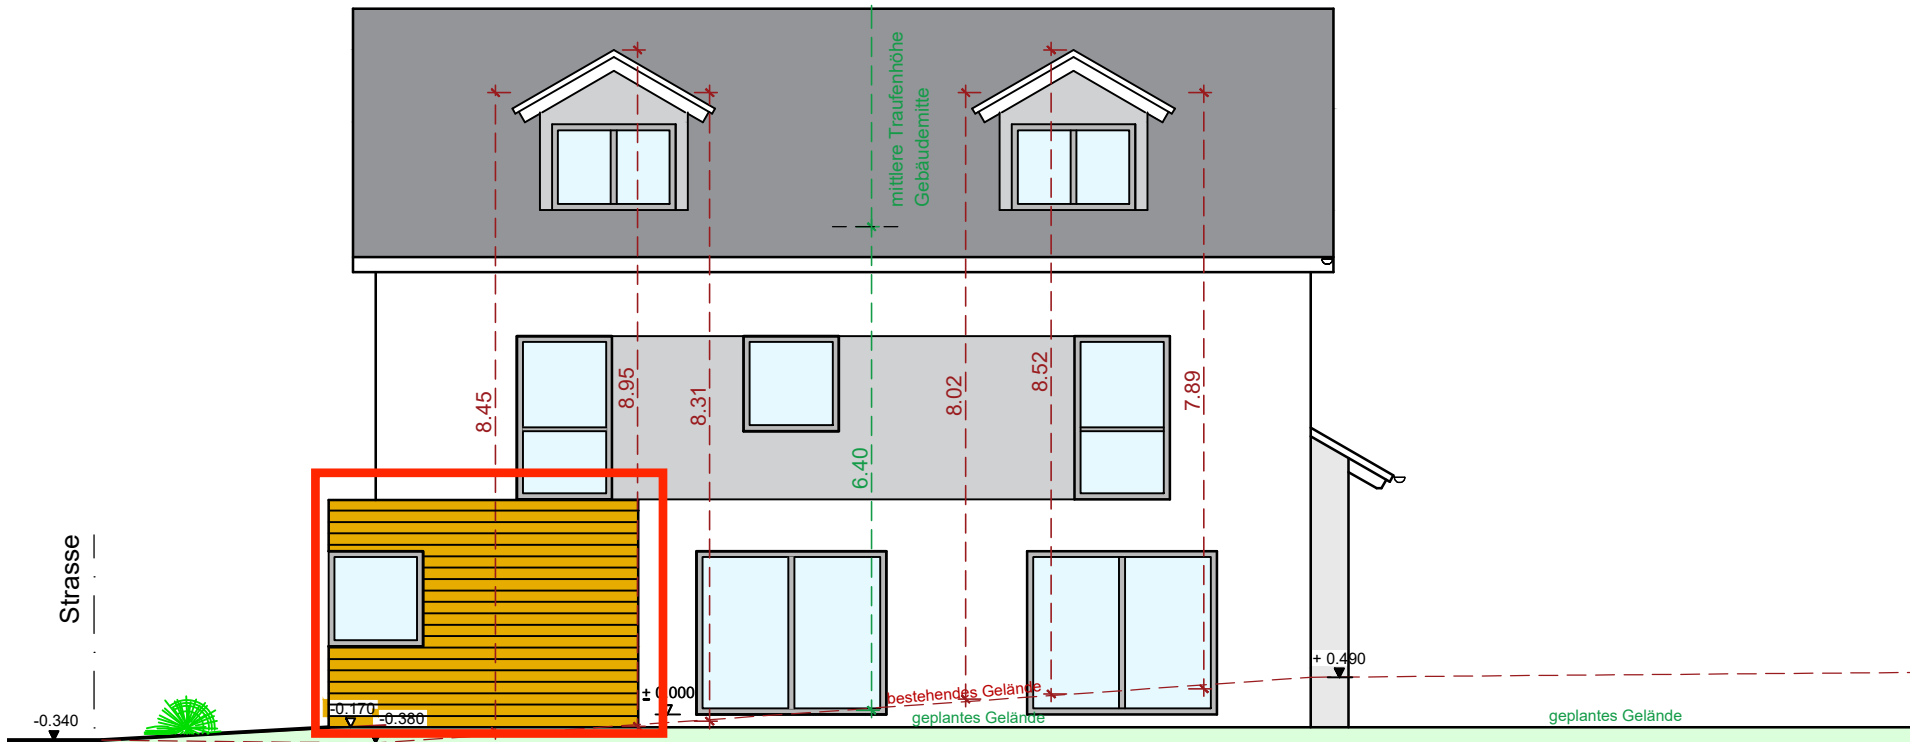 mittlere Traufenhöhe
Gebäudemitte
8.45
8.95
8.31
6.40
8.02
8.52
7.89
Strasse
-0.340
-0.170
-0.380
± 0.000
bestehendes Gelände
geplantes Gelände
+ 0.490
geplantes Gelände